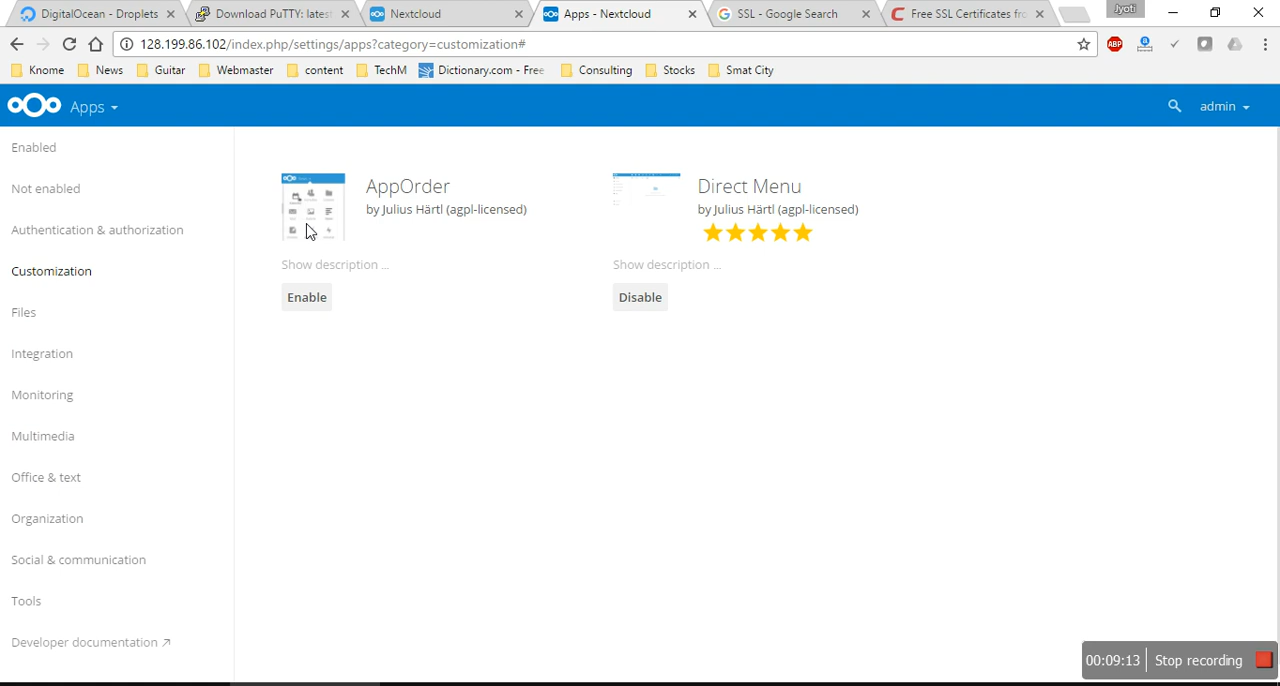 DigitalOcean - Droplets
Download PuTTY: latest
Nextcloud
Apps - Nextcloud
SSL - Google Search
Free SSL Certificates fro
Jyoti
128.199.86.102/index.php/settings/apps?category=customization#
ABP
Knome
News
Guitar
Webmaster
content
TechM
Dictionary.com - Free
Consulting
Stocks
Smat City
Apps
admin
Enabled
Not enabled
Authentication & authorization
Customization
Files
Integration
Monitoring
Multimedia
Office & text
Organization
Social & communication
Tools
Developer documentation ↗
AppOrder
by Julius Härtl (agpl-licensed)
Show description ...
Enable
Direct Menu
by Julius Härtl (agpl-licensed)
Show description ...
Disable
00:09:13
Stop recording